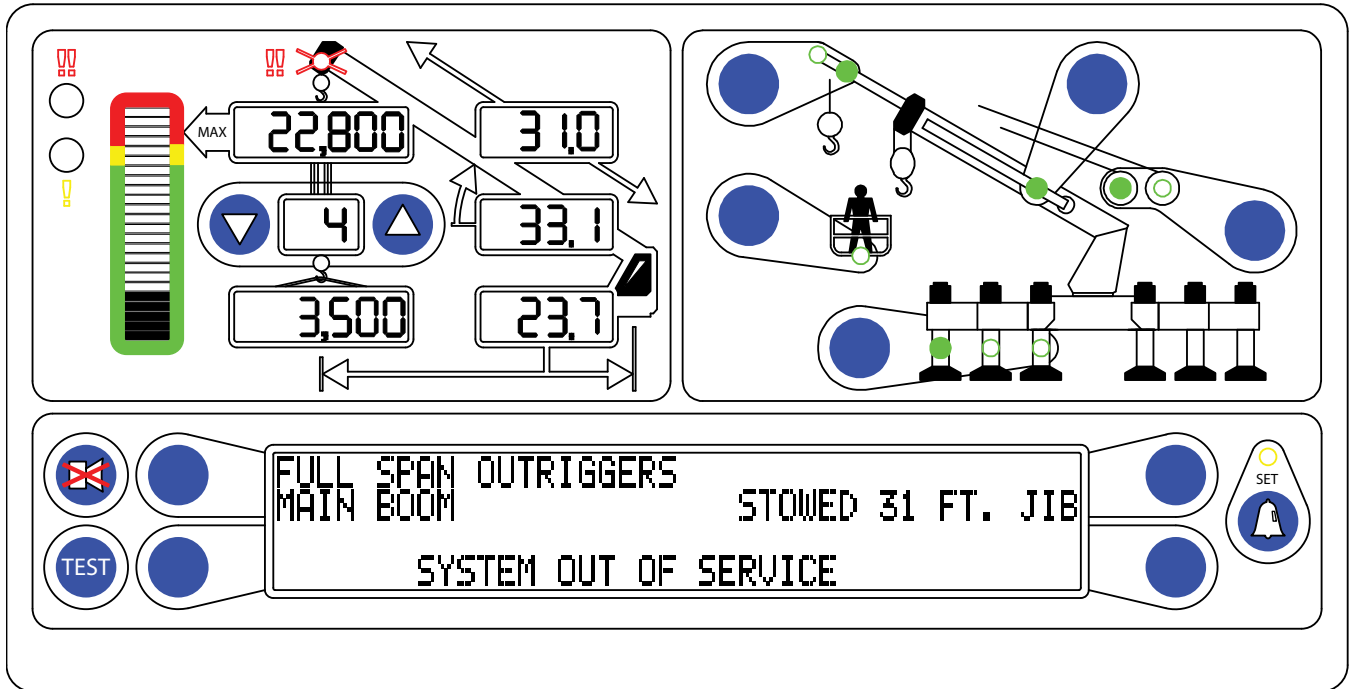 !!
!!
MAX
22,800
31.0
!
4
33.1
3,500
23.7
FULL SPAN OUTRIGGERS
MAIN BOOM STOWED 31 FT. JIB
SYSTEM OUT OF SERVICE
TEST
SET